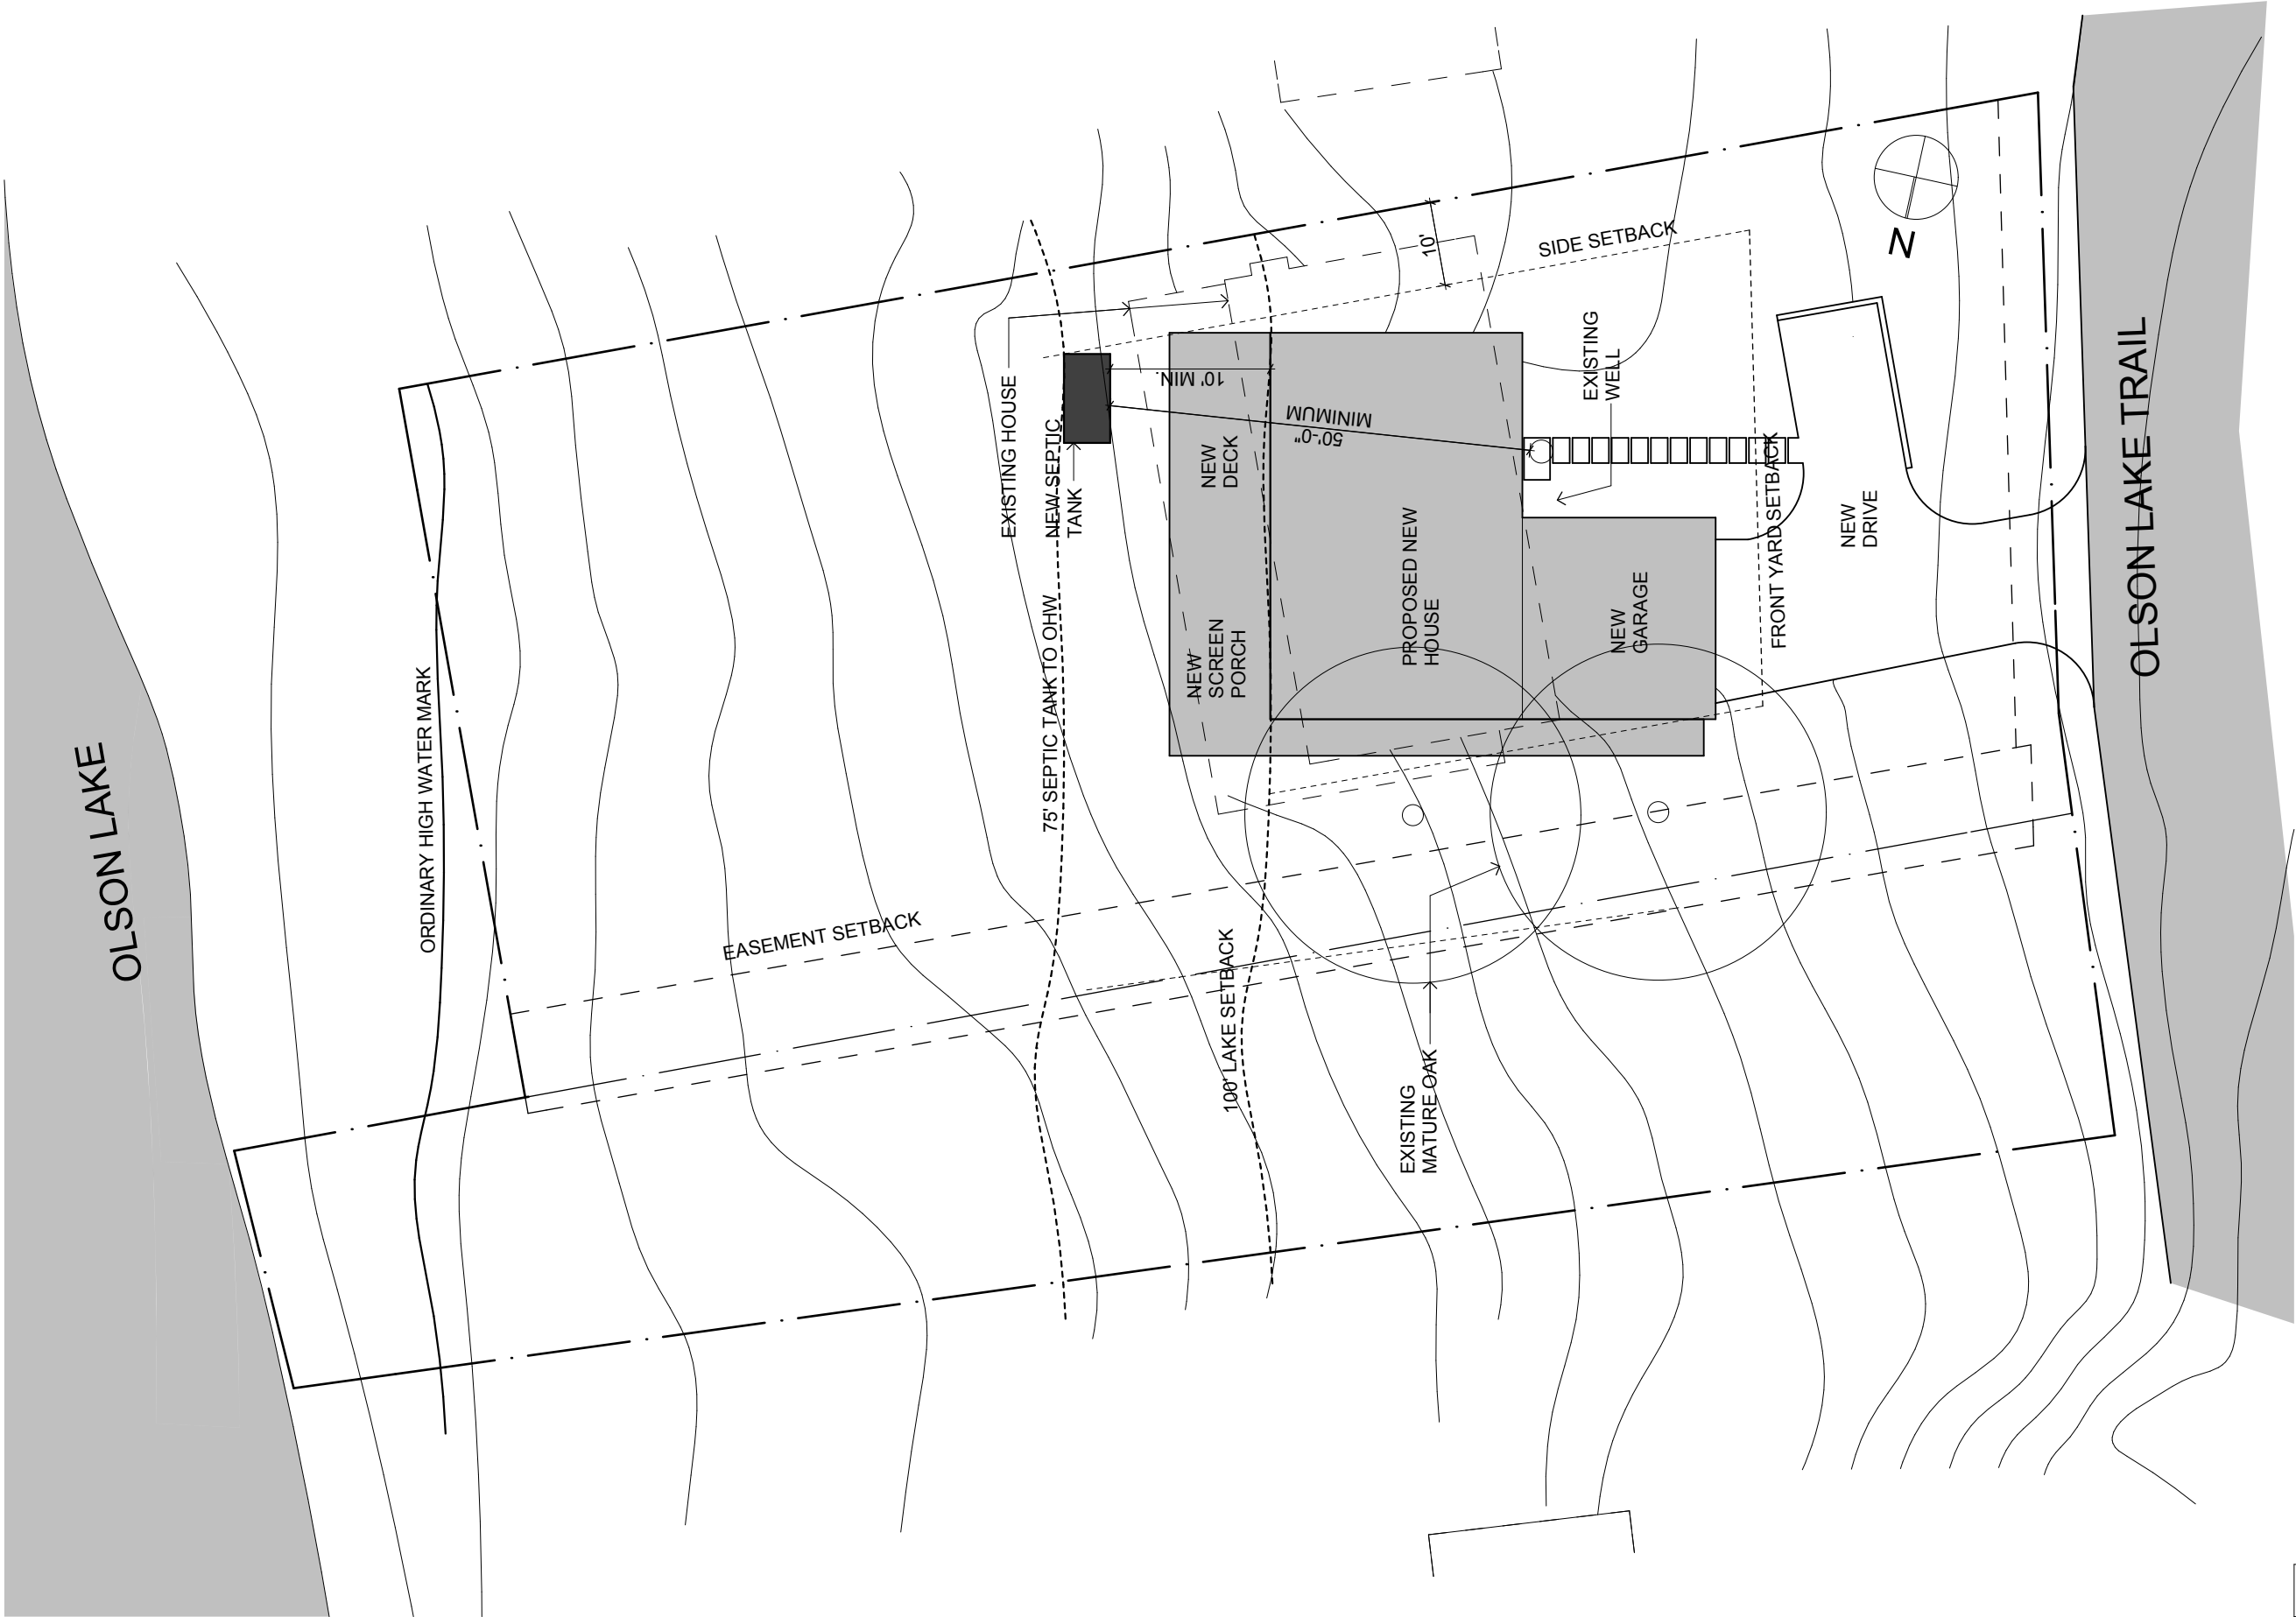 OLSON LAKE
ORDINARY HIGH WATER MARK
EASEMENT SETBACK
EXISTING HOUSE
NEW SEPTIC
TANK
75' SEPTIC TANK TO OHW
10' MIN.
50'-0"
MINIMUM
NEW
DECK
NEW
SCREEN
PORCH
100' LAKE SETBACK
PROPOSED NEW
HOUSE
EXISTING
MATURE OAK
10'
SIDE SETBACK
EXISTING
WELL
NEW
GARAGE
FRONT YARD SETBACK
NEW
DRIVE
N
OLSON LAKE TRAIL